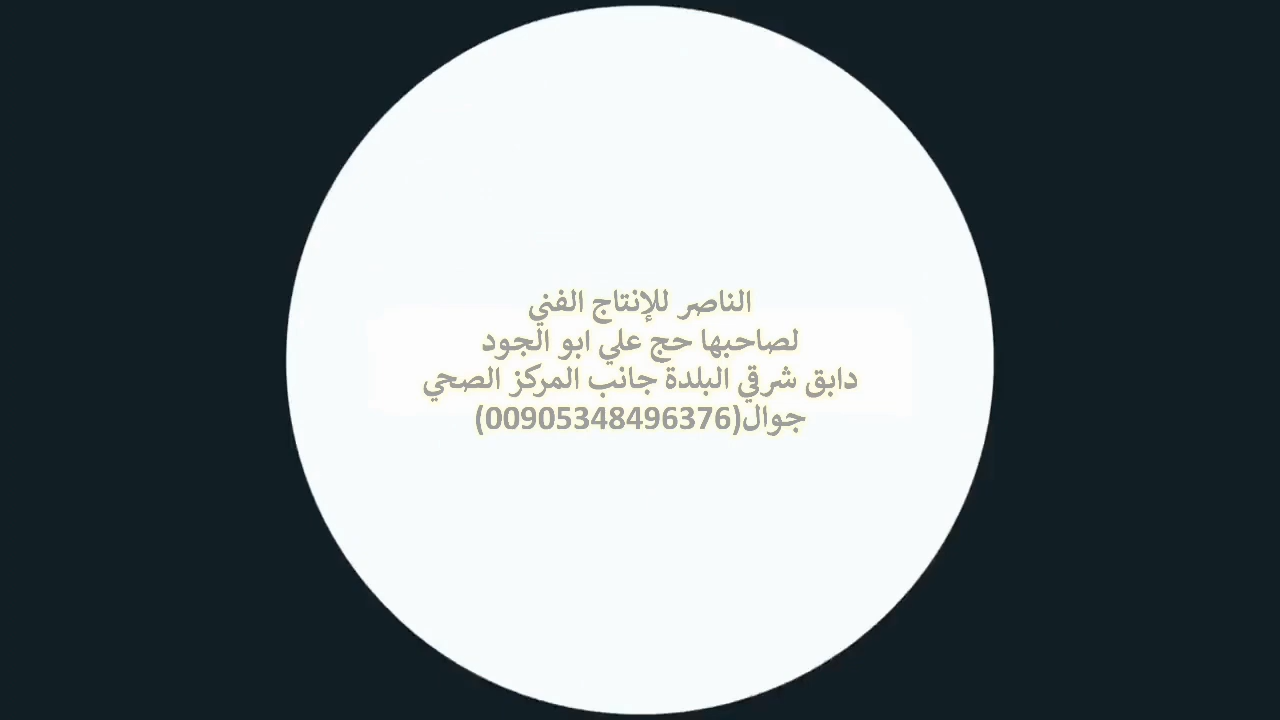 الناصر للإنتاج الفني
لصاحبها حج علي ابو الجود
دابق شرقي البلدة جانب المركز الصحي
جوال(00905348496376)